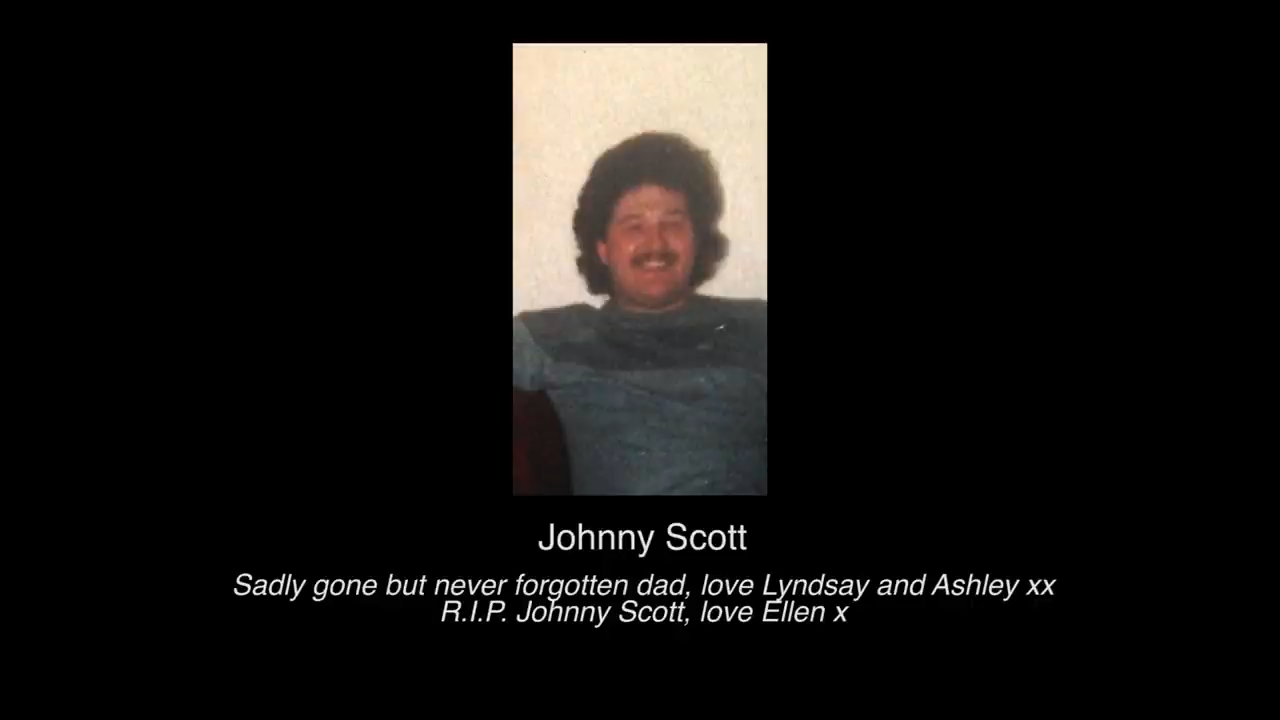 Johnny Scott
Sadly gone but never forgotten dad, love Lyndsay and Ashley xx
R.I.P. Johnny Scott, love Ellen x